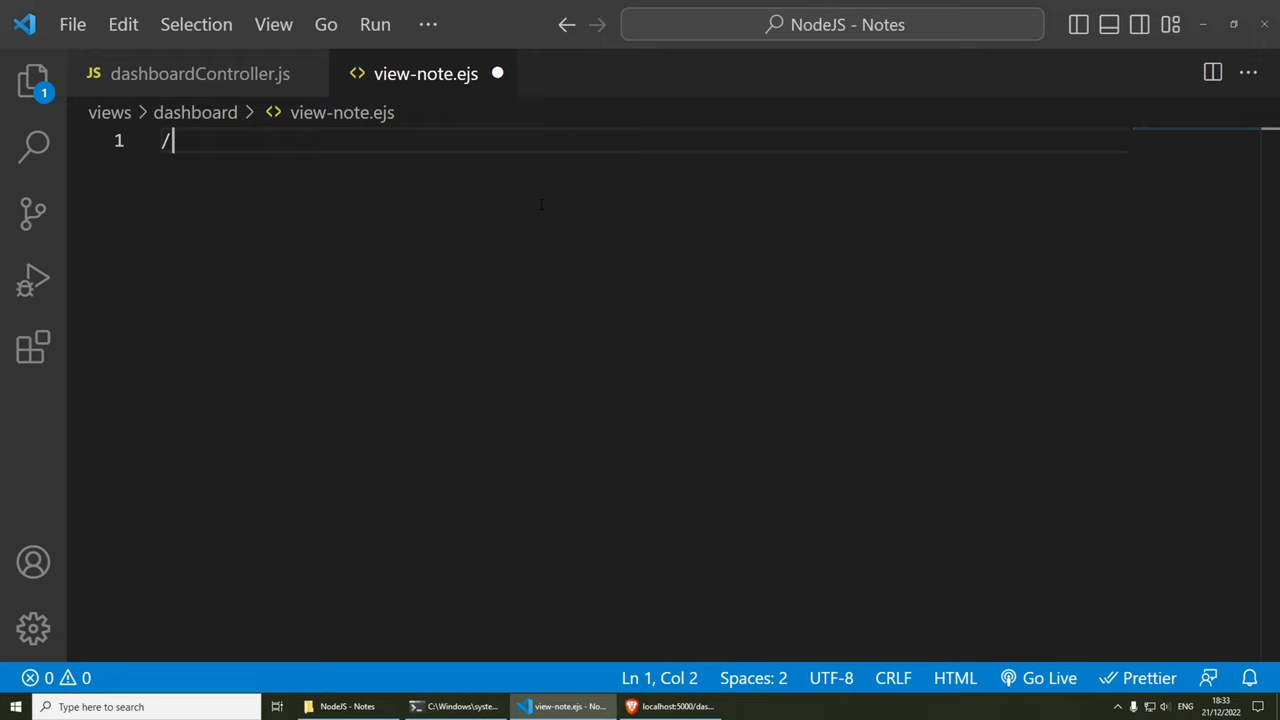 File Edit Selection View Go Run ··· NodeJS - Notes
JS dashboardController.js <> view-note.ejs
1
views > dashboard > <> view-note.ejs
1 /
0 0 Ln 1, Col 2 Spaces: 2 UTF-8 CRLF HTML Go Live Prettier
Type here to search NodeJS - Notes C:\Windows\syste... view-note.ejs - No... localhost:5000/das... ENG 18:33
21/12/2022